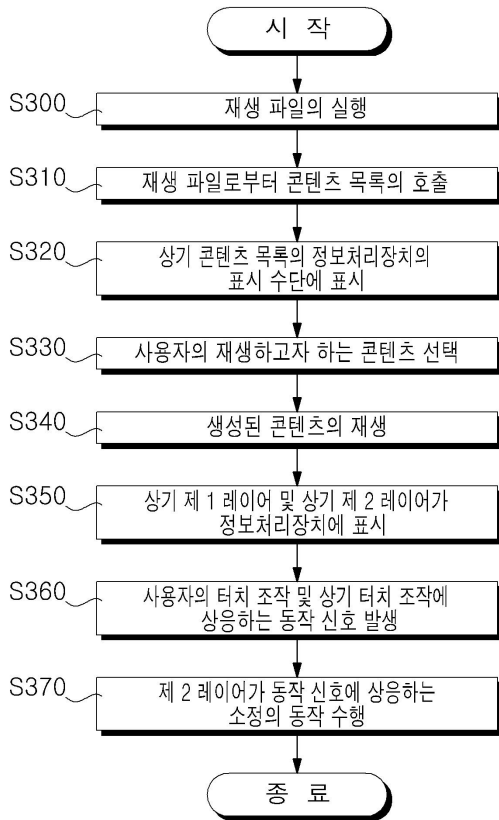 시 작
S300
재생 파일의 실행
S310
재생 파일로부터 콘텐츠 목록의 호출
S320
상기 콘텐츠 목록의 정보처리장치의
표시 수단에 표시
S330
사용자의 재생하고자 하는 콘텐츠 선택
S340
생성된 콘텐츠의 재생
S350
상기 제 1 레이어 및 상기 제 2 레이어가
정보처리장치에 표시
S360
사용자의 터치 조작 및 상기 터치 조작에
상응하는 동작 신호 발생
S370
제 2 레이어가 동작 신호에 상응하는
소정의 동작 수행
종 료